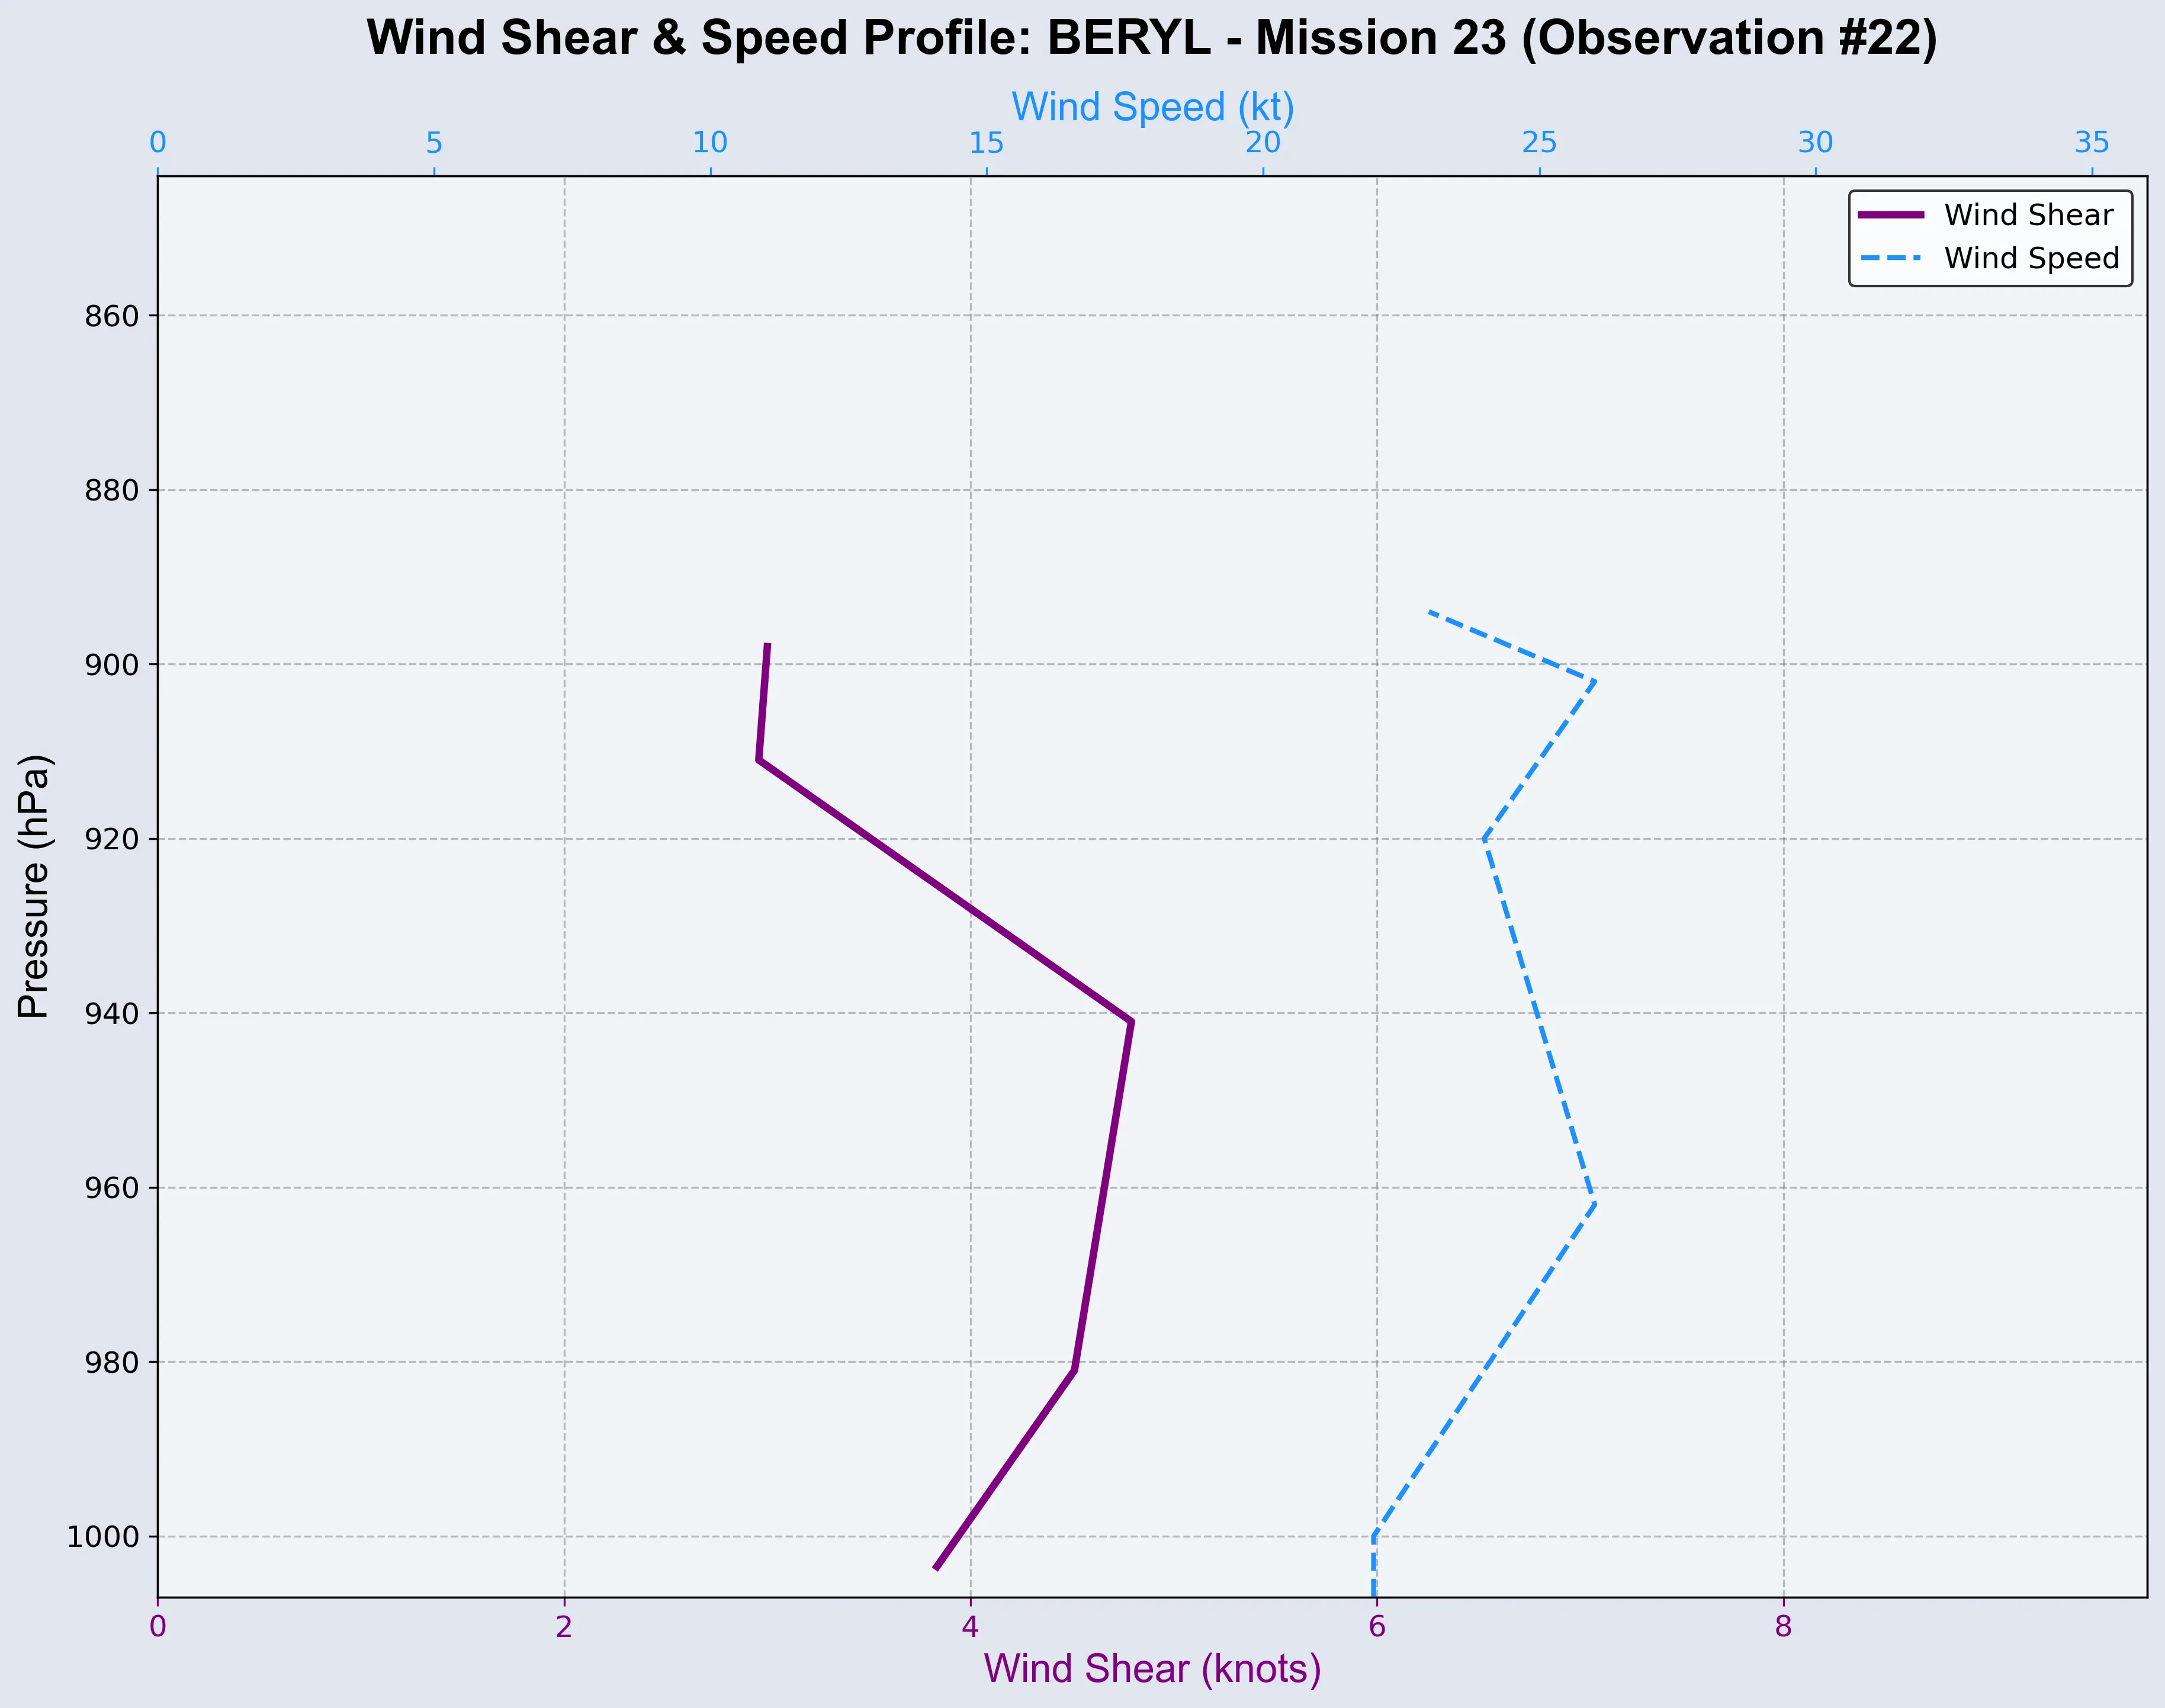 Wind Shear & Speed Profile: BERYL - Mission 23 (Observation #22)
Wind Speed (kt)
0 5 10 15 20 25 30 35
Wind Shear
Wind Speed
860
880
900
920
940
960
980
1000
Pressure (hPa)
0 2 4 6 8
Wind Shear (knots)